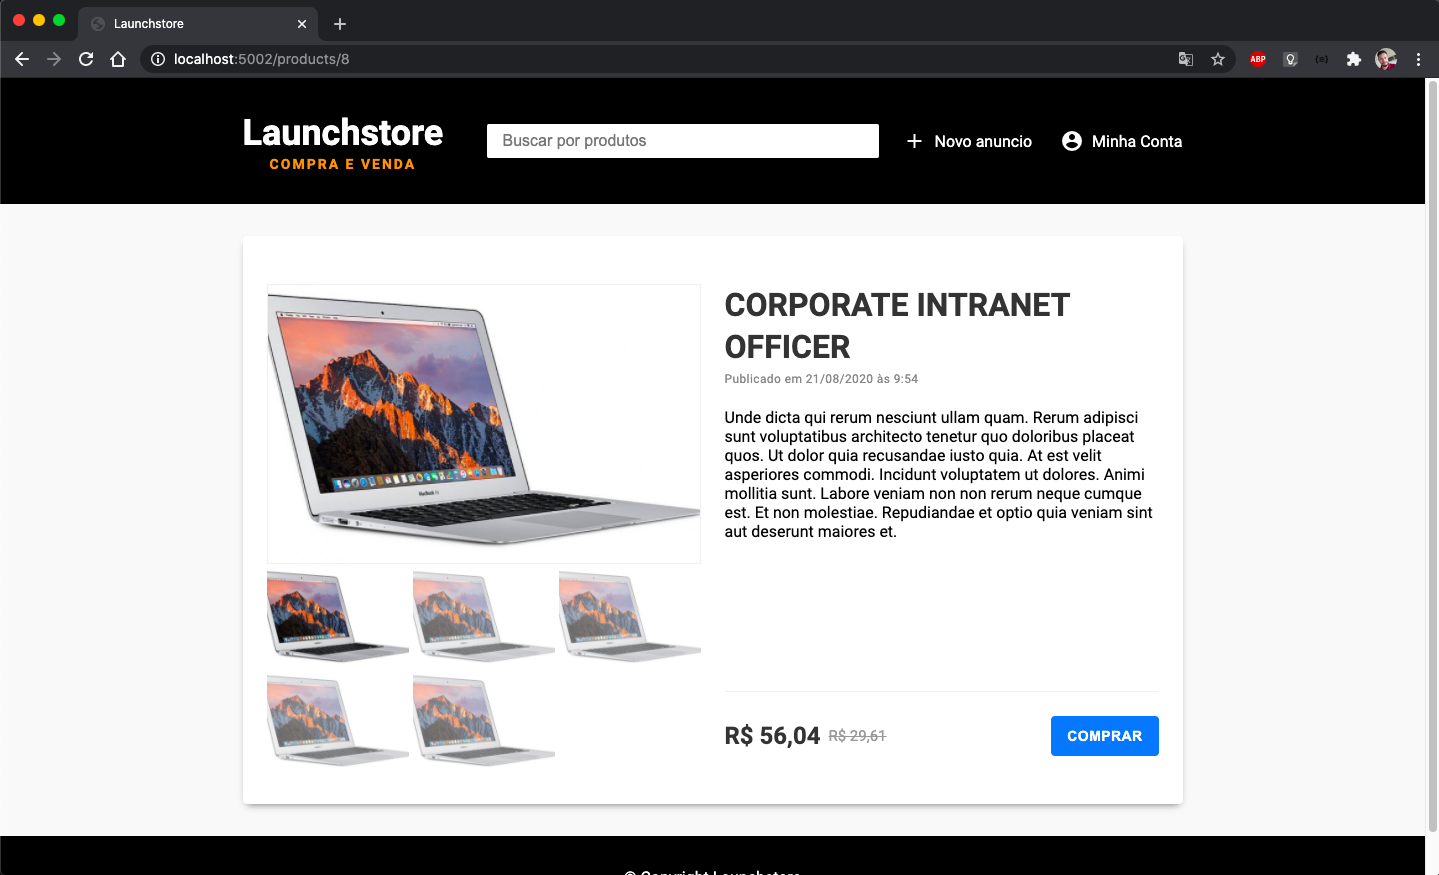 Launchstore
localhost:5002/products/8
ABP
Launchstore
COMPRA E VENDA
Buscar por produtos
Novo anuncio
Minha Conta
MacBook Air
CORPORATE INTRANET
OFFICER
Publicado em 21/08/2020 às 9:54
Unde dicta qui rerum nesciunt ullam quam. Rerum adipisci
sunt voluptatibus architecto tenetur quo doloribus placeat
quos. Ut dolor quia recusandae iusto quia. At est velit
asperiores commodi. Incidunt voluptatem ut dolores. Animi
mollitia sunt. Labore veniam non non rerum neque cumque
est. Et non molestiae. Repudiandae et optio quia veniam sint
aut deserunt maiores et.
R$ 56,04 R$ 29,61
COMPRAR
© Copyright Launchstore